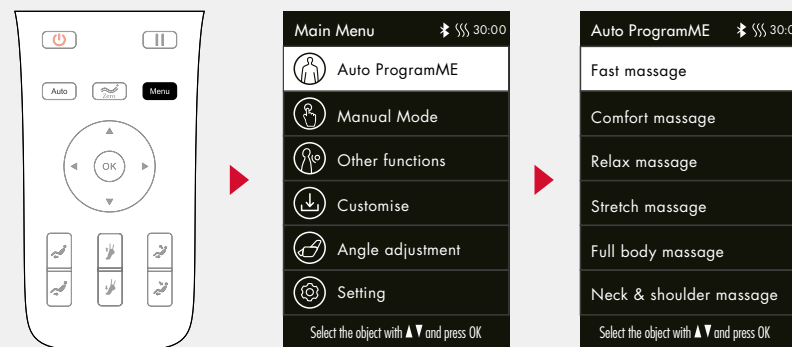 Auto
Zero
Menu
OK
Main Menu 30:00
Auto ProgramME
Manual Mode
Other functions
Customise
Angle adjustment
Setting
Select the object with ▲▼ and press OK
Auto ProgramME 30:0
Fast massage
Comfort massage
Relax massage
Stretch massage
Full body massage
Neck & shoulder massage
Select the object with ▲▼ and press OK